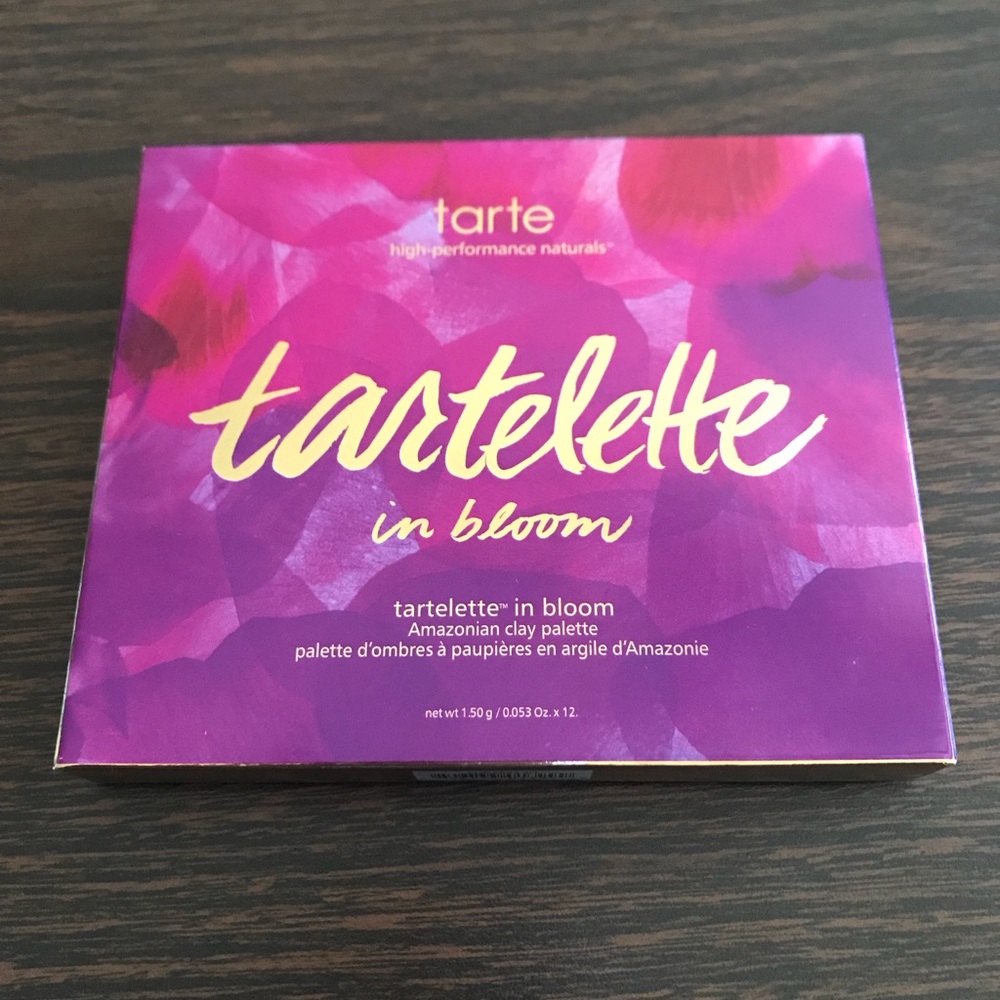 tarte
high-performance naturals™
tartelette
in bloom
tartelette™ in bloom
Amazonian clay palette
palette d'ombres à paupières en argile d'Amazonie
net wt 1.50 g / 0.053 Oz. x 12.